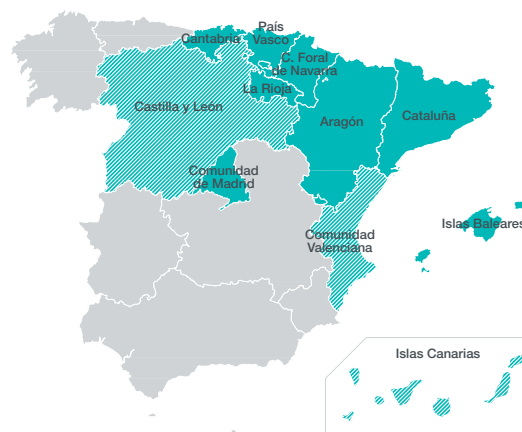 País
Vasco
Cantabria
C. Foral
de Navarra
La Rioja
Castilla y León
Aragón
Cataluña
Comunidad
de Madrid
Islas Baleares
Comunidad
Valenciana
Islas Canarias